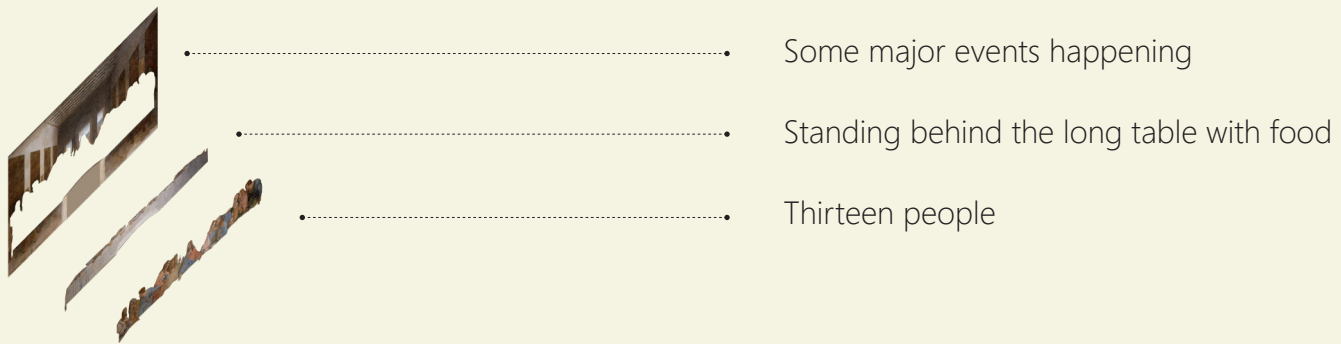 Some major events happening
Standing behind the long table with food
Thirteen people